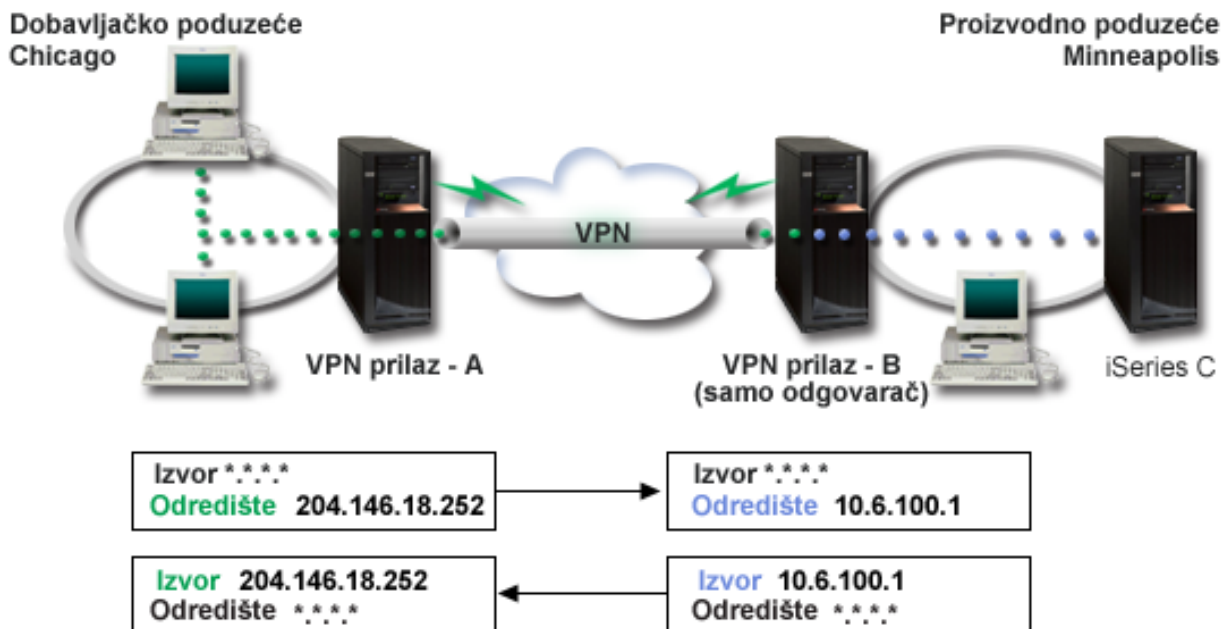 Dobavljačko poduzeće
Chicago
Proizvodno poduzeće
Minneapolis
VPN
VPN prilaz - A
VPN prilaz - B
(samo odgovarač)
iSeries C
Izvor *.*.*.*
Odredište 204.146.18.252
Izvor *.*.*.*
Odredište 10.6.100.1
Izvor 204.146.18.252
Odredište *.*.*.*
Izvor 10.6.100.1
Odredište *.*.*.*